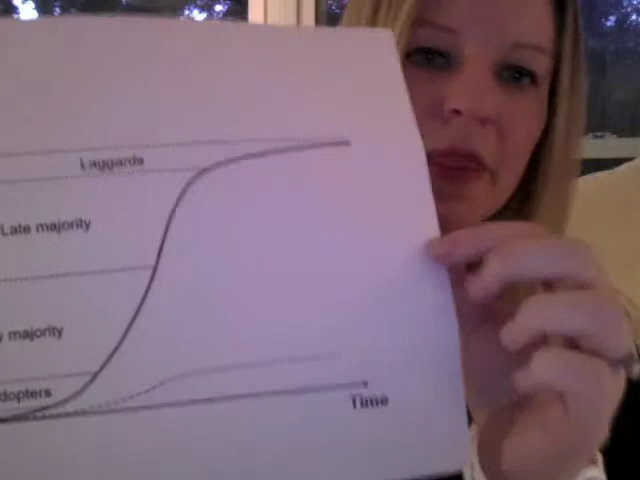 Laggards
Late majority
y majority
dopters
Time